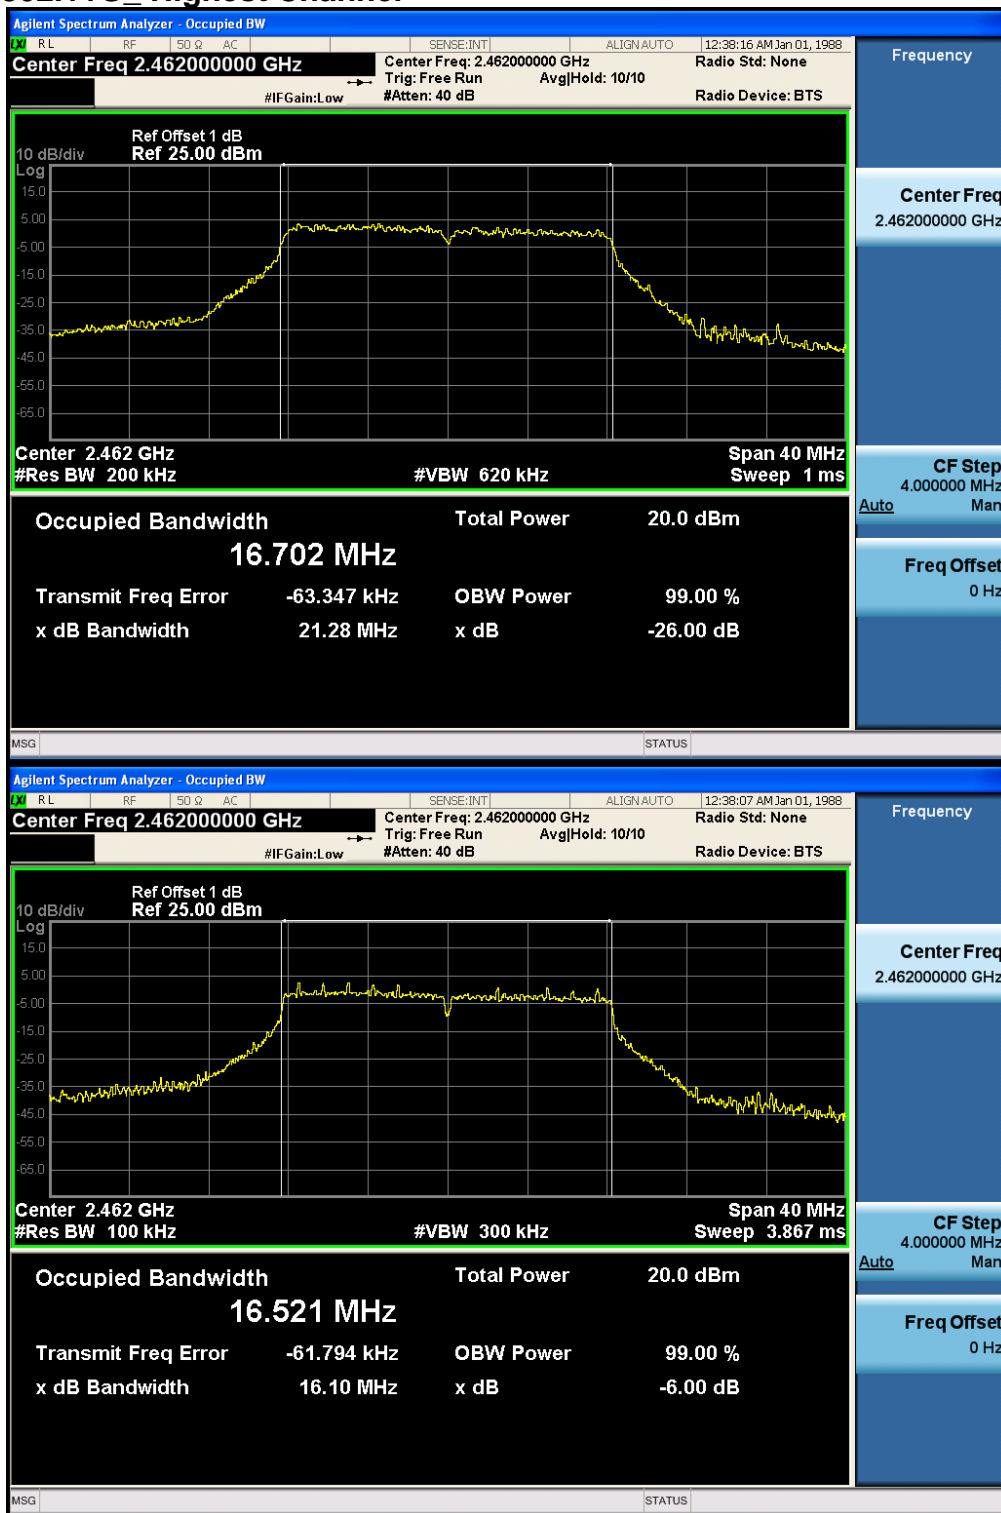 Agilent Spectrum Analyzer - Occupied BW
LXI RL RF 50 Ω AC SENSE:INT ALIGN AUTO 12:38:16 AM Jan 01, 1988
Center Freq 2.462000000 GHz Center Freq: 2.462000000 GHz Radio Std: None Frequency
Trig: Free Run Avg|Hold: 10/10
#IFGain:Low #Atten: 40 dB Radio Device: BTS
Ref Offset 1 dB
10 dB/div Ref 25.00 dBm
Log
15.0
5.00
-5.00
-15.0
-25.0
-35.0
-45.0
-55.0
-65.0
Center 2.462 GHz Span 40 MHz
#Res BW 200 kHz #VBW 620 kHz Sweep 1 ms
Center Freq
2.462000000 GHz
CF Step
4.000000 MHz
Auto Man
Freq Offset
0 Hz
Occupied Bandwidth Total Power 20.0 dBm
16.702 MHz
Transmit Freq Error -63.347 kHz OBW Power 99.00 %
x dB Bandwidth 21.28 MHz x dB -26.00 dB
MSG STATUS
Agilent Spectrum Analyzer - Occupied BW
LXI RL RF 50 Ω AC SENSE:INT ALIGN AUTO 12:38:07 AM Jan 01, 1988
Center Freq 2.462000000 GHz Center Freq: 2.462000000 GHz Radio Std: None Frequency
Trig: Free Run Avg|Hold: 10/10
#IFGain:Low #Atten: 40 dB Radio Device: BTS
Ref Offset 1 dB
10 dB/div Ref 25.00 dBm
Log
15.0
5.00
-5.00
-15.0
-25.0
-35.0
-45.0
-55.0
-65.0
Center 2.462 GHz Span 40 MHz
#Res BW 100 kHz #VBW 300 kHz Sweep 3.867 ms
Center Freq
2.462000000 GHz
CF Step
4.000000 MHz
Auto Man
Freq Offset
0 Hz
Occupied Bandwidth Total Power 20.0 dBm
16.521 MHz
Transmit Freq Error -61.794 kHz OBW Power 99.00 %
x dB Bandwidth 16.10 MHz x dB -6.00 dB
MSG STATUS